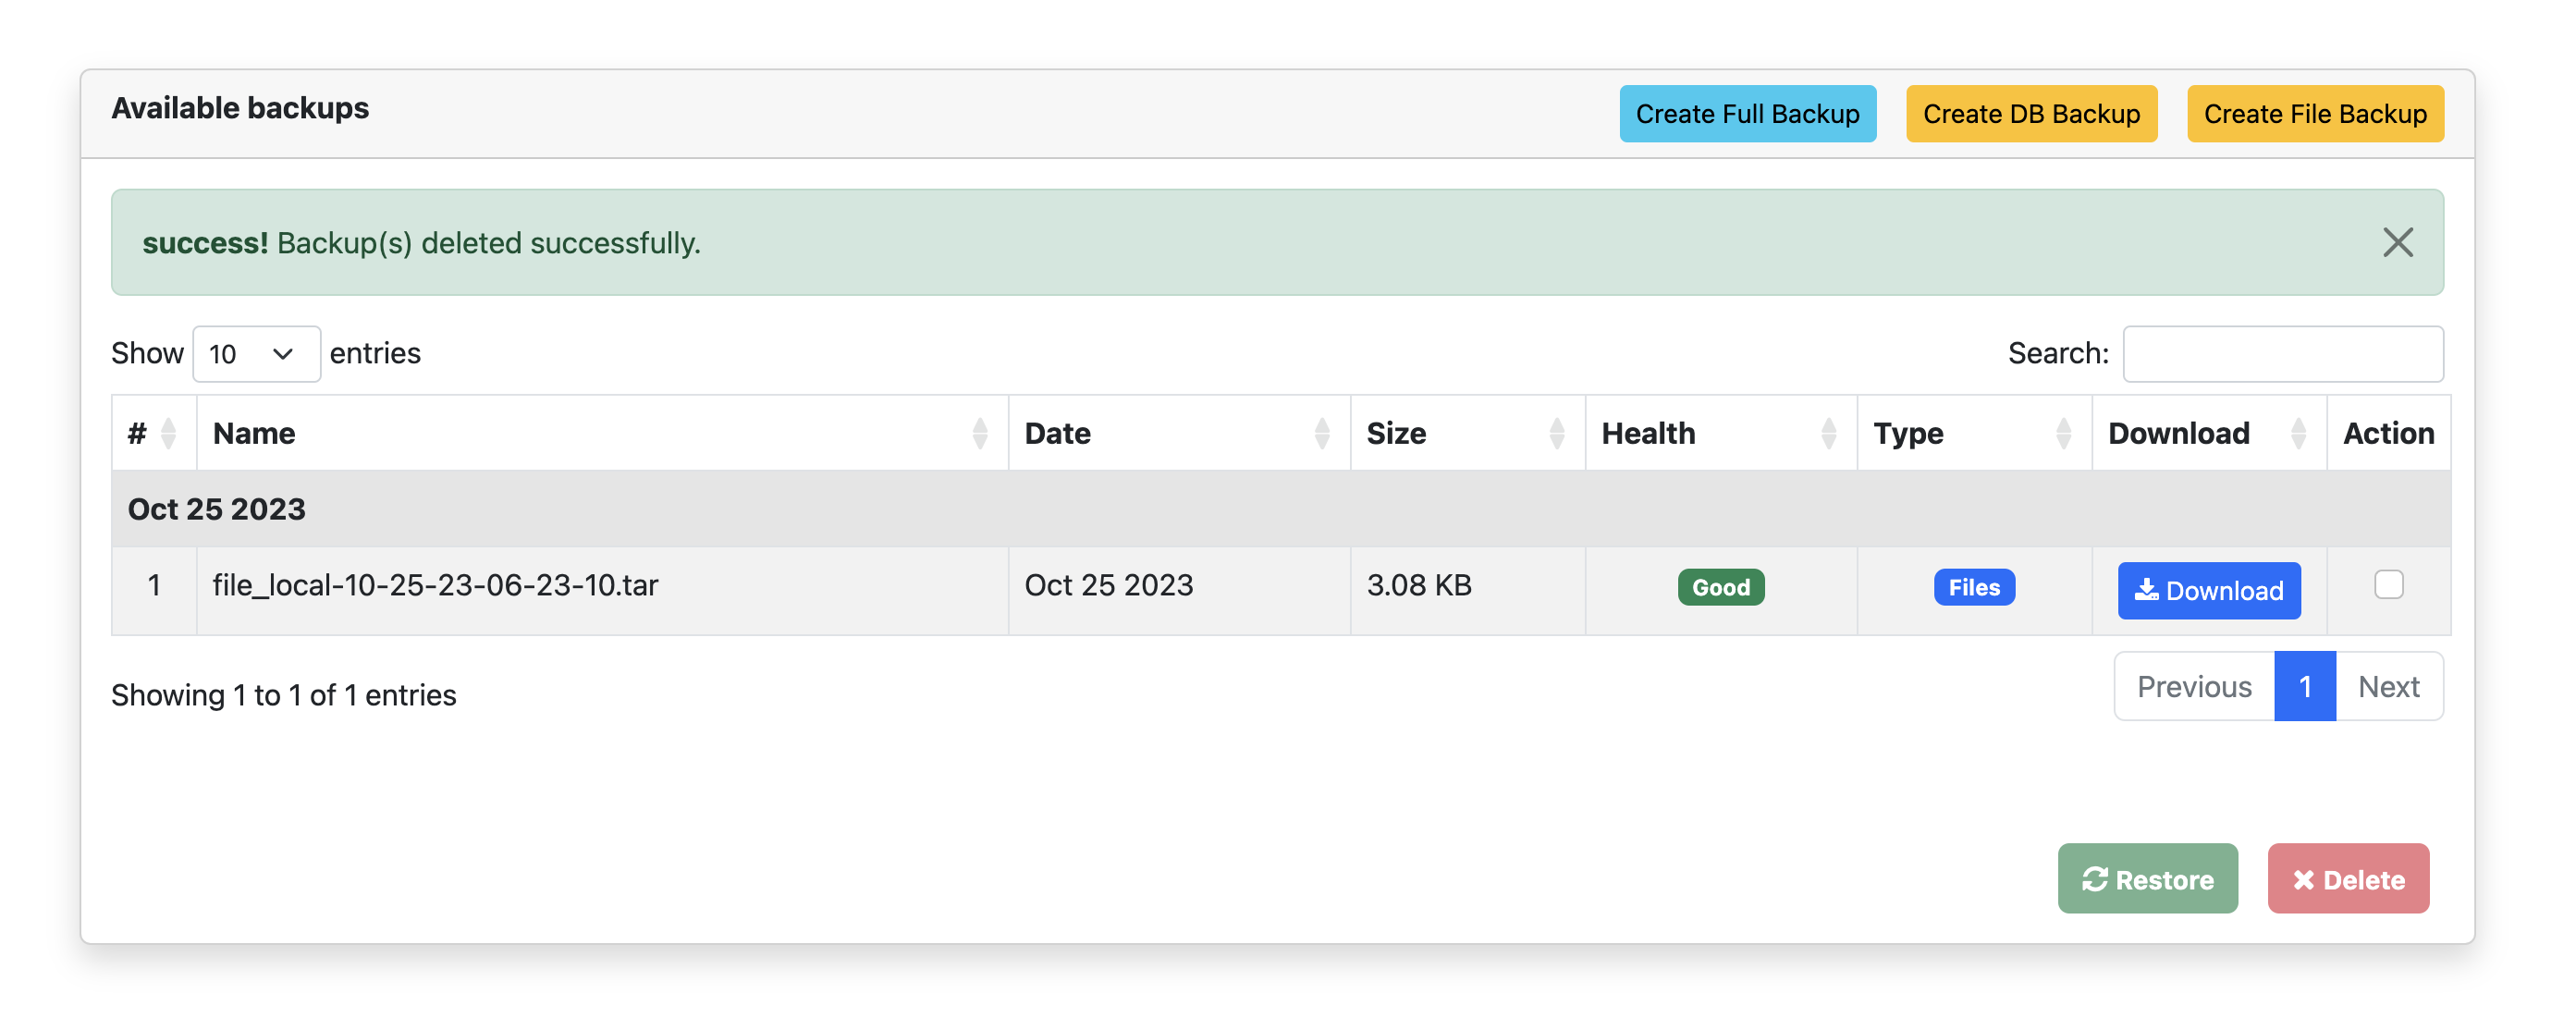 Available backups
Create Full Backup
Create DB Backup
Create File Backup
success! Backup(s) deleted successfully.
Show 10 entries
Search:
# Name Date Size Health Type Download Action
Oct 25 2023
1 file_local-10-25-23-06-23-10.tar Oct 25 2023 3.08 KB Good Files Download
Showing 1 to 1 of 1 entries
Previous 1 Next
Restore
Delete